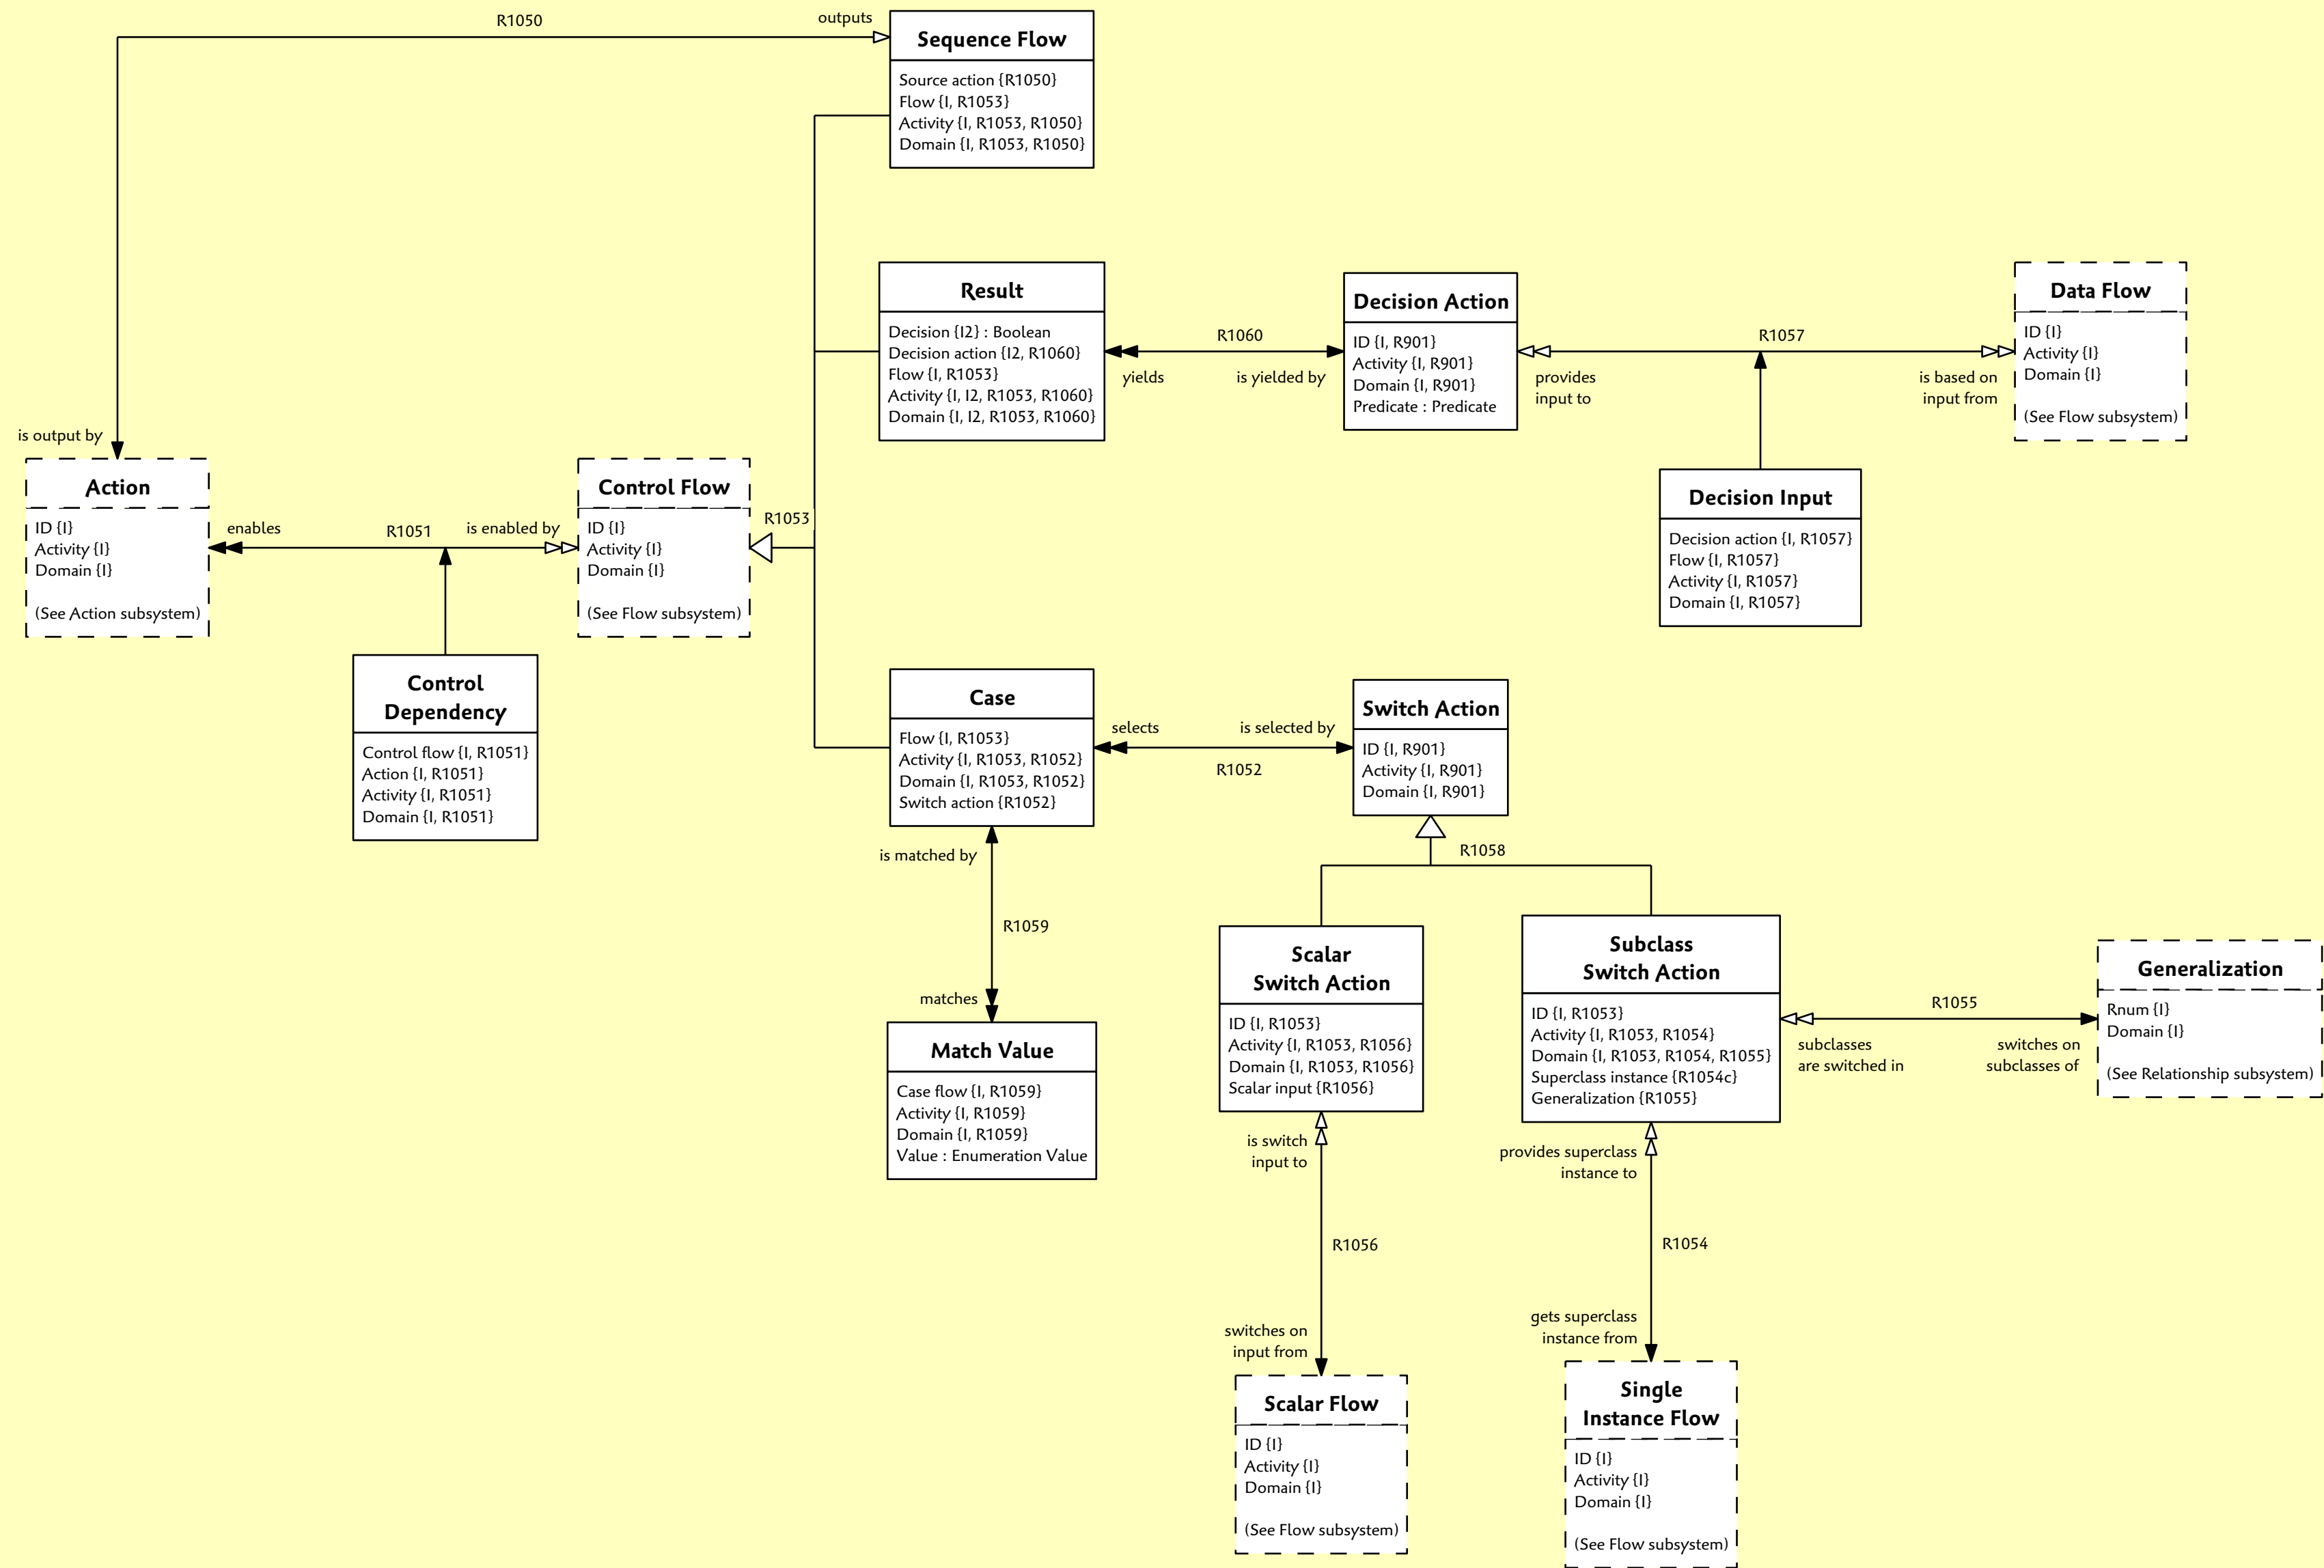 R1050
outputs
Sequence Flow
Source action {R1050}
Flow {I, R1053}
Activity {I, R1053, R1050}
Domain {I, R1053, R1050}
Result
Decision {I2} : Boolean
Decision action {I2, R1060}
Flow {I, R1053}
Activity {I, I2, R1053, R1060}
Domain {I, I2, R1053, R1060}
R1060
yields
is yielded by
Decision Action
ID {I, R901}
Activity {I, R901}
Domain {I, R901}
Predicate : Predicate
R1057
provides
input to
is based on
input from
Data Flow
ID {I}
Activity {I}
Domain {I}
(See Flow subsystem)
is output by
Action
ID {I}
Activity {I}
Domain {I}
(See Action subsystem)
enables
R1051
is enabled by
Control Flow
ID {I}
Activity {I}
Domain {I}
(See Flow subsystem)
R1053
Decision Input
Decision action {I, R1057}
Flow {I, R1057}
Activity {I, R1057}
Domain {I, R1057}
Control
Dependency
Control flow {I, R1051}
Action {I, R1051}
Activity {I, R1051}
Domain {I, R1051}
Case
Flow {I, R1053}
Activity {I, R1053, R1052}
Domain {I, R1053, R1052}
Switch action {R1052}
selects
is selected by
R1052
Switch Action
ID {I, R901}
Activity {I, R901}
Domain {I, R901}
R1058
is matched by
R1059
matches
Match Value
Case flow {I, R1059}
Activity {I, R1059}
Domain {I, R1059}
Value : Enumeration Value
Scalar
Switch Action
ID {I, R1053}
Activity {I, R1053, R1056}
Domain {I, R1053, R1056}
Scalar input {R1056}
Subclass
Switch Action
ID {I, R1053}
Activity {I, R1053, R1054}
Domain {I, R1053, R1054, R1055}
Superclass instance {R1054c}
Generalization {R1055}
R1055
subclasses
are switched in
switches on
subclasses of
Generalization
Rnum {I}
Domain {I}
(See Relationship subsystem)
is switch
input to
R1056
switches on
input from
provides superclass
instance to
R1054
gets superclass
instance from
Scalar Flow
ID {I}
Activity {I}
Domain {I}
(See Flow subsystem)
Single
Instance Flow
ID {I}
Activity {I}
Domain {I}
(See Flow subsystem)